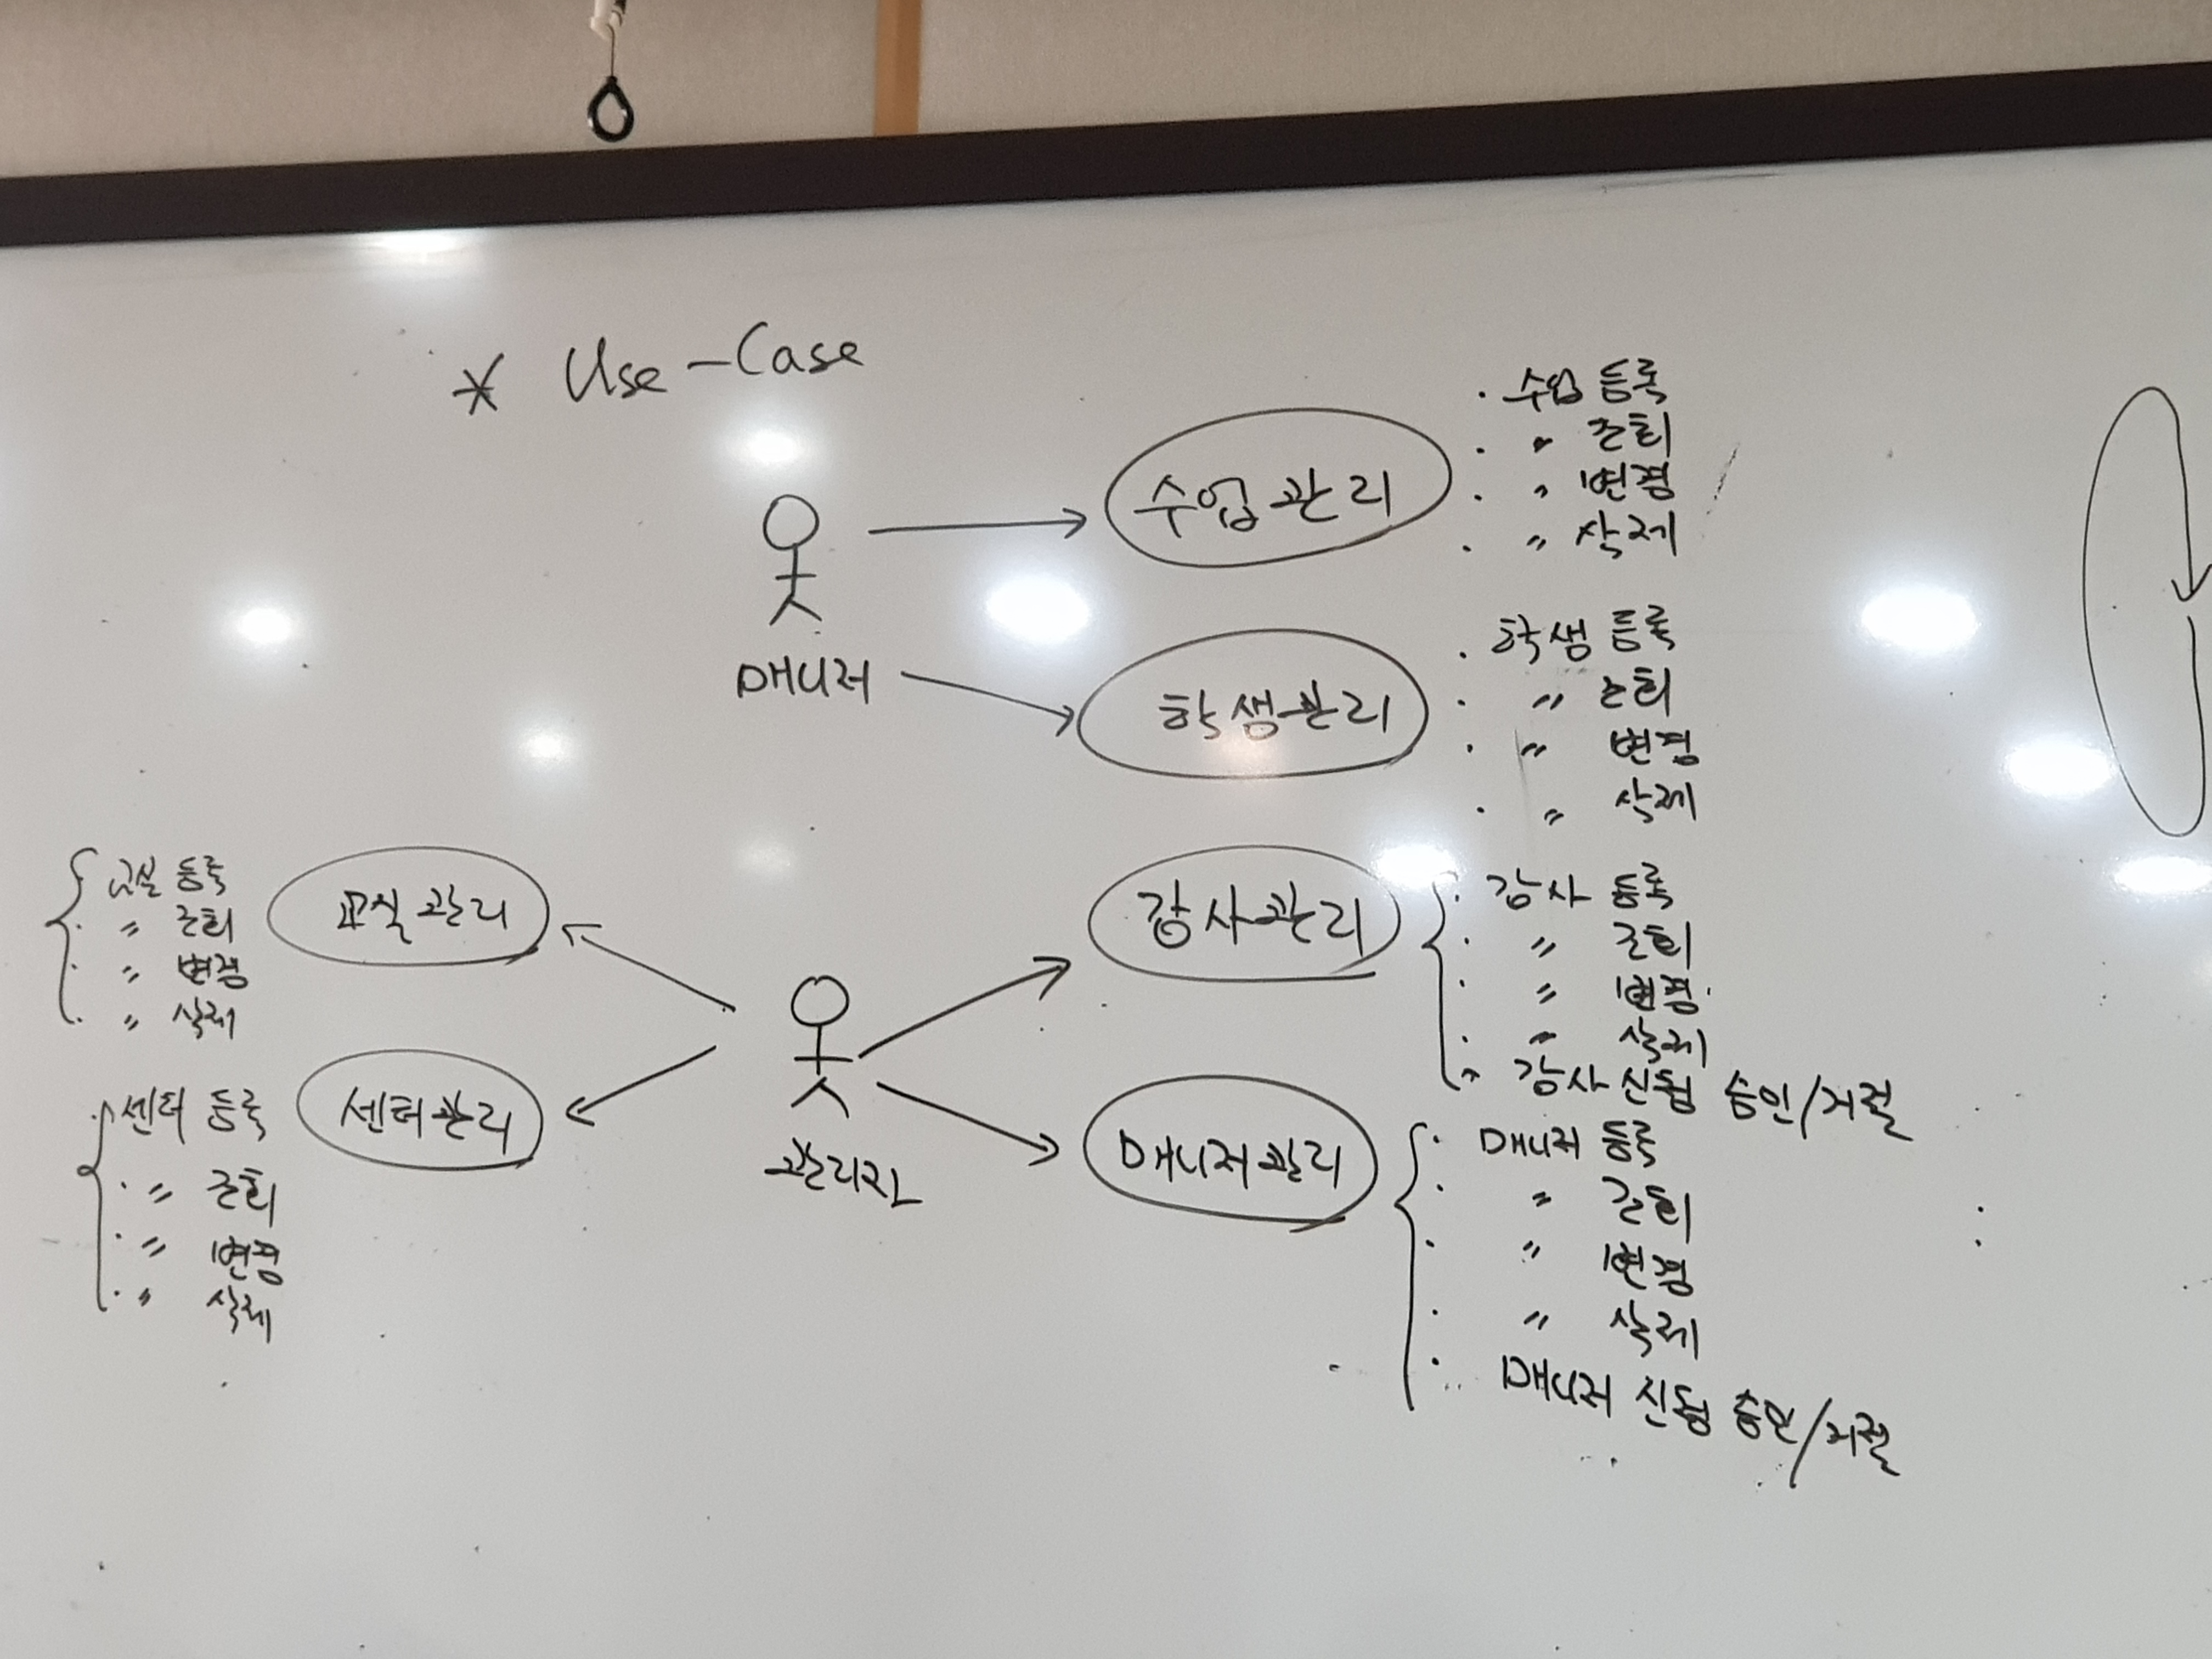 * Use-Case
매니저
수업관리
· 수업 등록
· 〃 조회
· 〃 변경
· 〃 삭제
학생관리
· 학생 등록
· 〃 조회
· 〃 변경
· 〃 삭제
관리자
교실관리
교실 등록
· 〃 조회
· 〃 변경
· 〃 삭제
센터관리
· 센터 등록
· 〃 조회
· 〃 변경
· 〃 삭제
강사관리
· 강사 등록
· 〃 조회
· 〃 변경
· 〃 삭제
· 강사 신청 승인/거절
매니저관리
· 매니저 등록
· 〃 조회
· 〃 변경
· 〃 삭제
· 매니저 신청 승인/거절